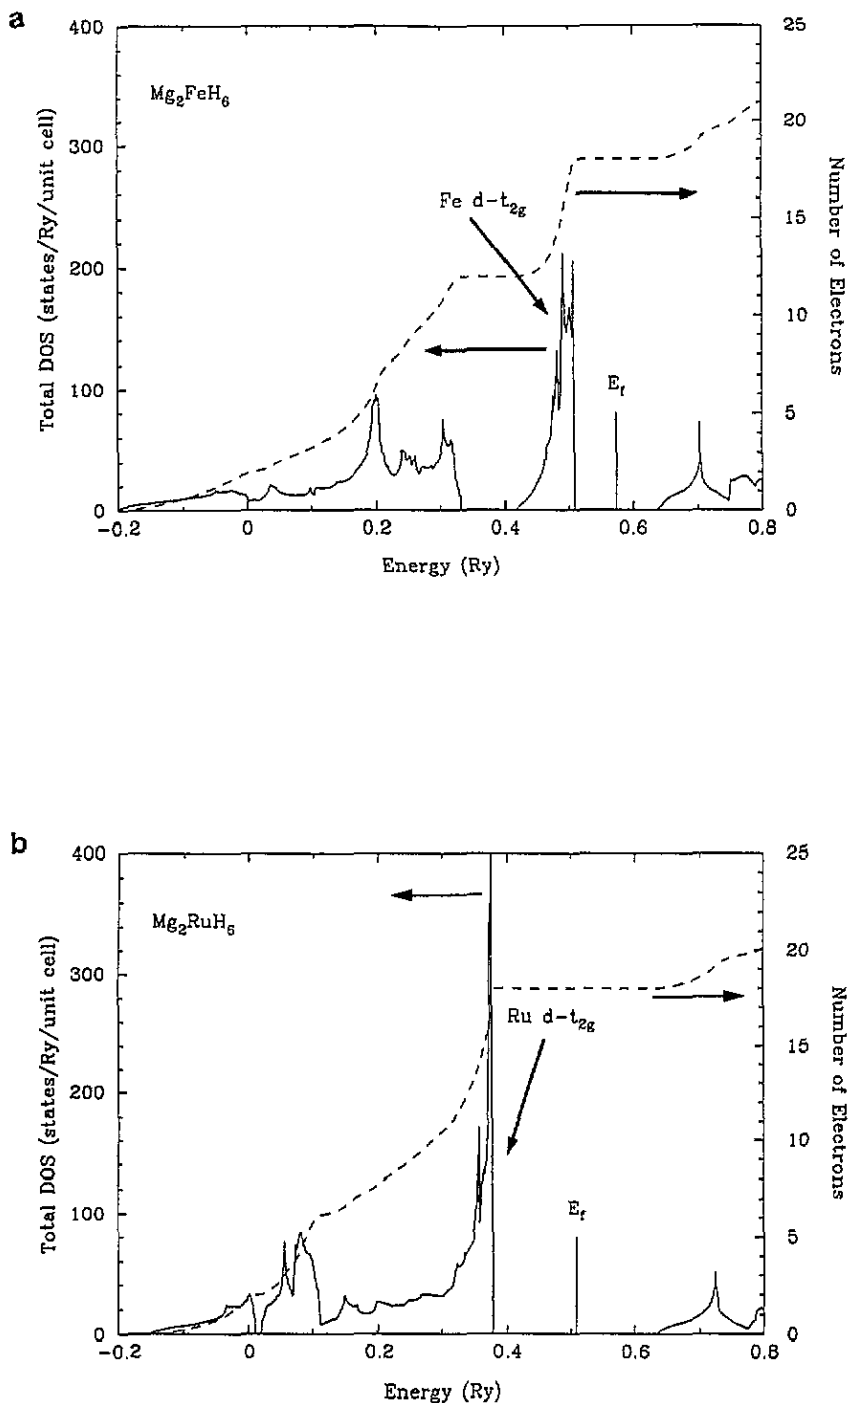 a
400
25
Mg₂FeH₆
300
20
Fe d-t₂g
15
200
10
100
E_f
5
0
0
-0.2
0
0.2
0.4
0.6
0.8
Energy (Ry)
Total DOS (states/Ry/unit cell)
Number of Electrons
b
400
25
Mg₂RuH₆
20
300
Ru d-t₂g
15
200
10
100
E_f
5
0
0
-0.2
0
0.2
0.4
0.6
0.8
Energy (Ry)
Total DOS (states/Ry/unit cell)
Number of Electrons